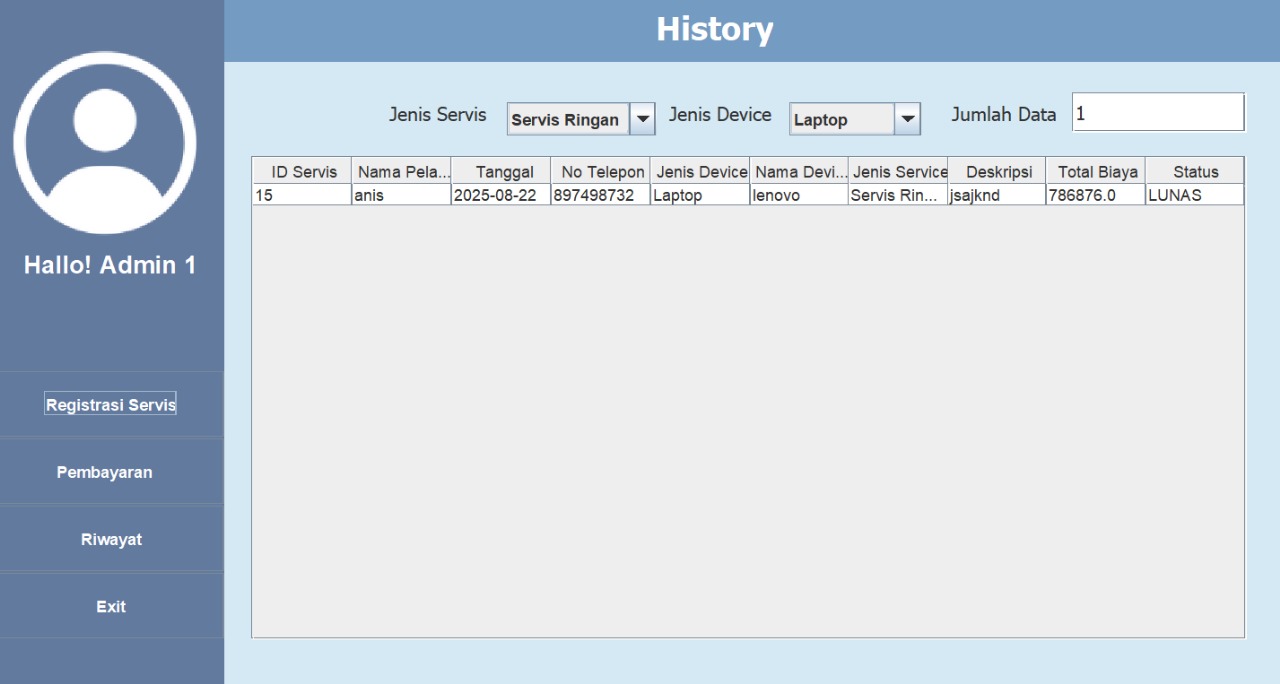 History
Jenis Servis Servis Ringan Jenis Device Laptop Jumlah Data 1
ID Servis Nama Pela... Tanggal No Telepon Jenis Device Nama Devi... Jenis Service Deskripsi Total Biaya Status
15 anis 2025-08-22 897498732 Laptop lenovo Servis Rin... jsajknd 786876.0 LUNAS
Hallo! Admin 1
Registrasi Servis
Pembayaran
Riwayat
Exit